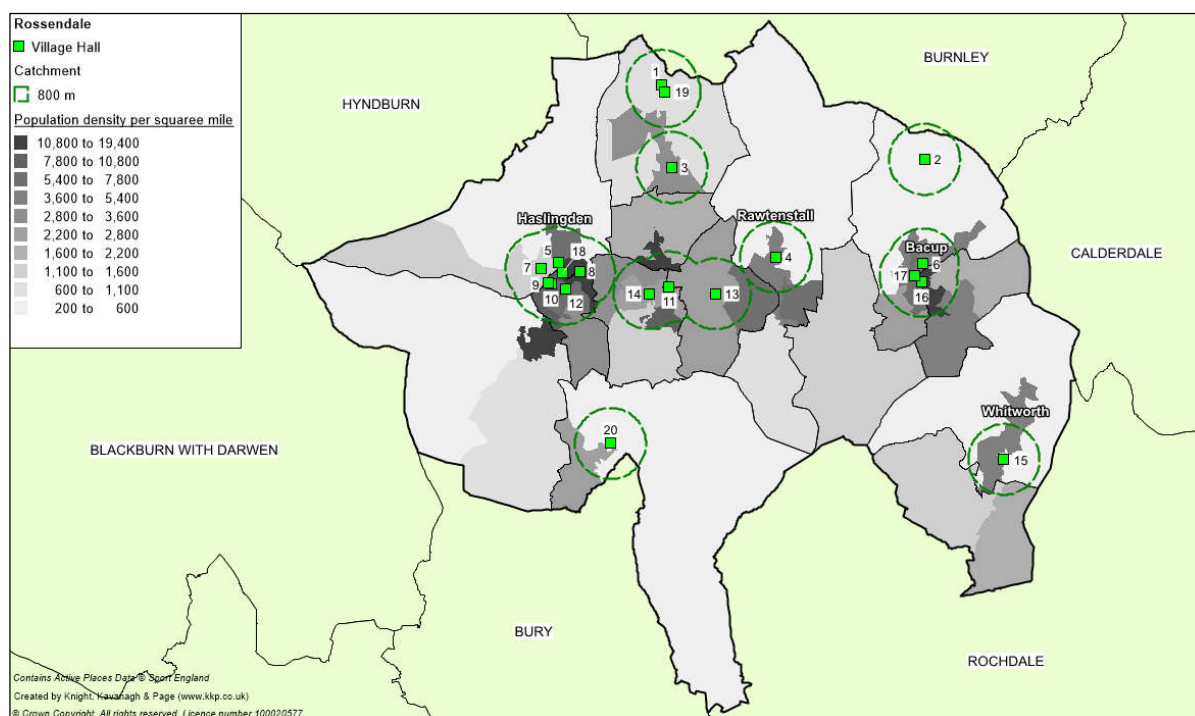 Rossendale
Village Hall
Catchment
800 m
Population density per squaree mile
10,800 to 19,400
7,800 to 10,800
5,400 to 7,800
3,600 to 5,400
2,800 to 3,600
2,200 to 2,800
1,600 to 2,200
1,100 to 1,600
600 to 1,100
200 to 600
BURNLEY
HYNDBURN
1
19
2
3
Haslingden
Rawtenstall
Bacup
CALDERDALE
5
18
4
6
7
8
17
9
10
12
16
14
11
13
Whitworth
20
BLACKBURN WITH DARWEN
15
BURY
ROCHDALE
Contains Active Places Data © Sport England
Created by Knight, Kavanagh & Page (www.kkp.co.uk)
© Crown Copyright. All rights reserved. Licence number 100020577